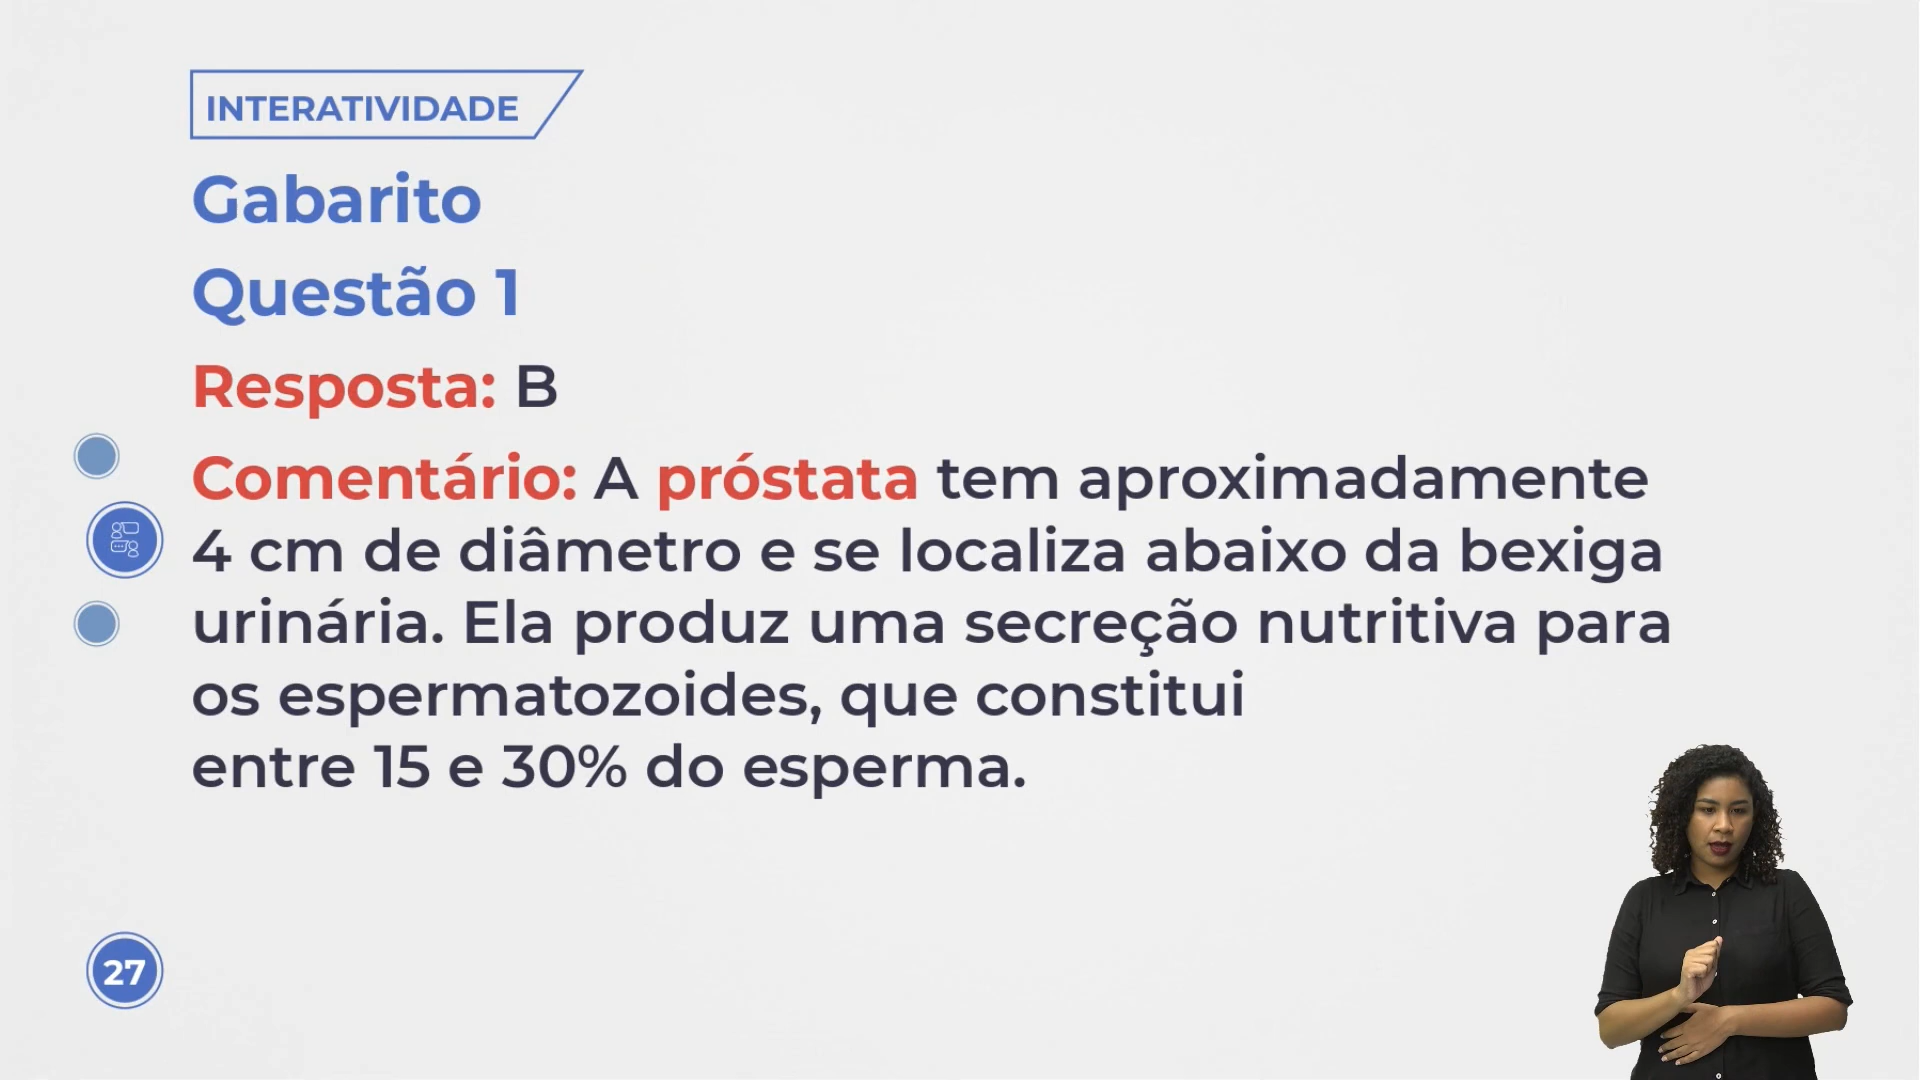 INTERATIVIDADE
Gabarito
Questão 1
Resposta: B
Comentário: A próstata tem aproximadamente
4 cm de diâmetro e se localiza abaixo da bexiga
urinária. Ela produz uma secreção nutritiva para
os espermatozoides, que constitui
entre 15 e 30% do esperma.
27